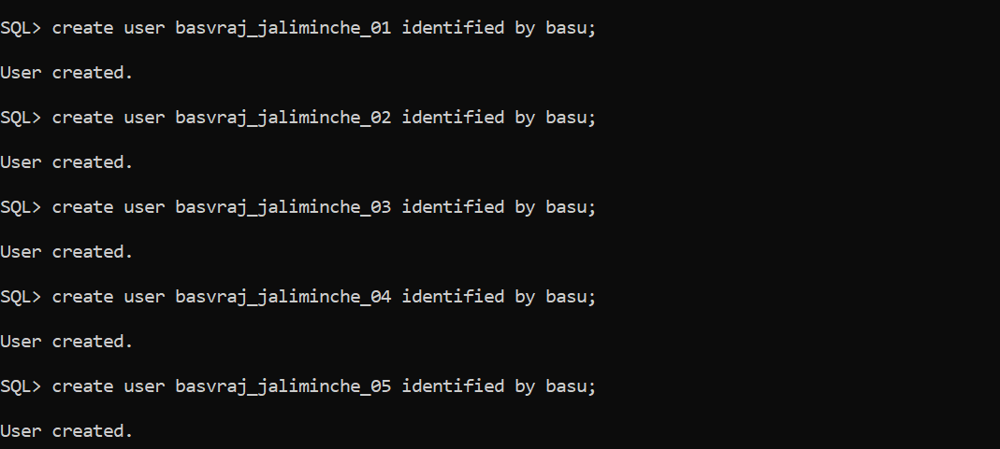 SQL> create user basvraj_jaliminche_01 identified by basu;
User created.
SQL> create user basvraj_jaliminche_02 identified by basu;
User created.
SQL> create user basvraj_jaliminche_03 identified by basu;
User created.
SQL> create user basvraj_jaliminche_04 identified by basu;
User created.
SQL> create user basvraj_jaliminche_05 identified by basu;
User created.